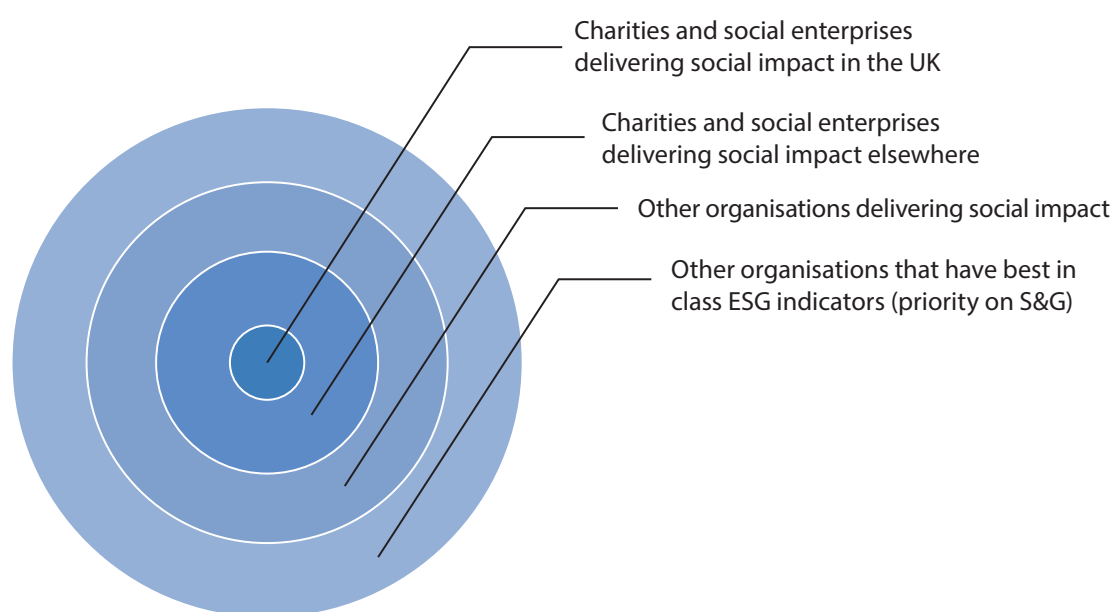 Charities and social enterprises
delivering social impact in the UK
Charities and social enterprises
delivering social impact elsewhere
Other organisations delivering social impact
Other organisations that have best in
class ESG indicators (priority on S&G)